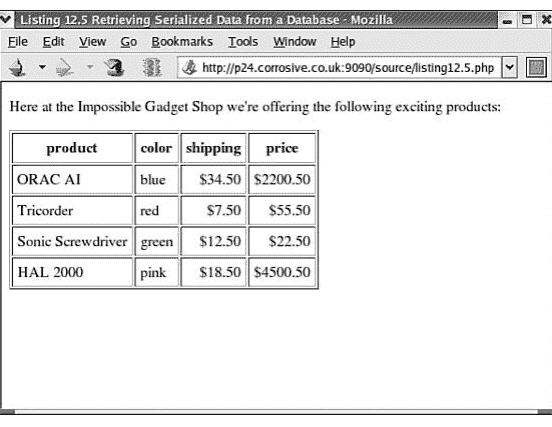 Listing 12.5 Retrieving Serialized Data from a Database - Mozilla
File Edit View Go Bookmarks Tools Window Help
http://p24.corrosive.co.uk:9090/source/listing12.5.php
Here at the Impossible Gadget Shop we're offering the following exciting products:
product color shipping price
ORAC AI blue $34.50 $2200.50
Tricorder red $7.50 $55.50
Sonic Screwdriver green $12.50 $22.50
HAL 2000 pink $18.50 $4500.50